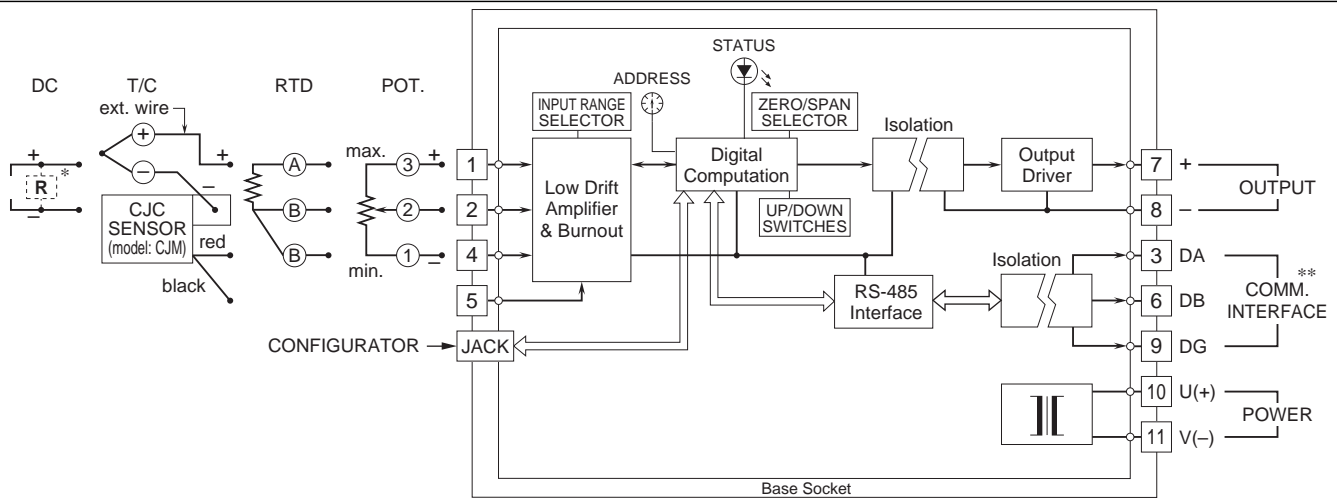 DC
T/C
ext. wire
RTD
POT.
+
R
*
–
+
–
+
–
CJC
SENSOR
(model: CJM)
red
black
A
B
B
max.
3
+
2
1
–
min.
1
2
4
5
CONFIGURATOR
JACK
INPUT RANGE
SELECTOR
Low Drift
Amplifier
& Burnout
ADDRESS
STATUS
ZERO/SPAN
SELECTOR
Digital
Computation
UP/DOWN
SWITCHES
Isolation
Output
Driver
RS-485
Interface
Isolation
7
+
8
–
OUTPUT
3
DA
6
DB
9
DG
**
COMM.
INTERFACE
10
U(+)
11
V(–)
POWER
Base Socket